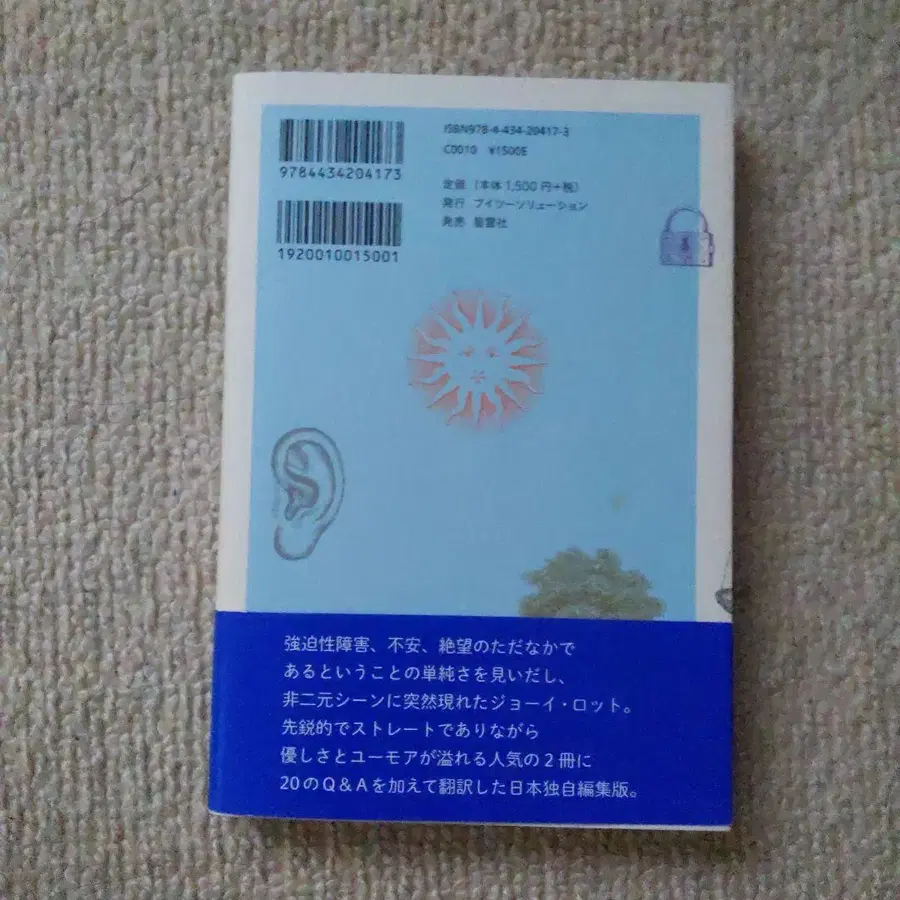 ISBN978-4-434-20417-3
C0010 ¥1500E
9784434204173
定価 (本体1,500円+税)
発行 ブイツーソリューション
発売 星雲社
1920010015001
強迫性障害、不安、絶望のただなかで
あるということの単純さを見いだし、
非二元シーンに突然現れたジョーイ・ロット。
先鋭的でストレートでありながら
優しさとユーモアが溢れる人気の2冊に
20のQ&Aを加えて翻訳した日本独自編集版。